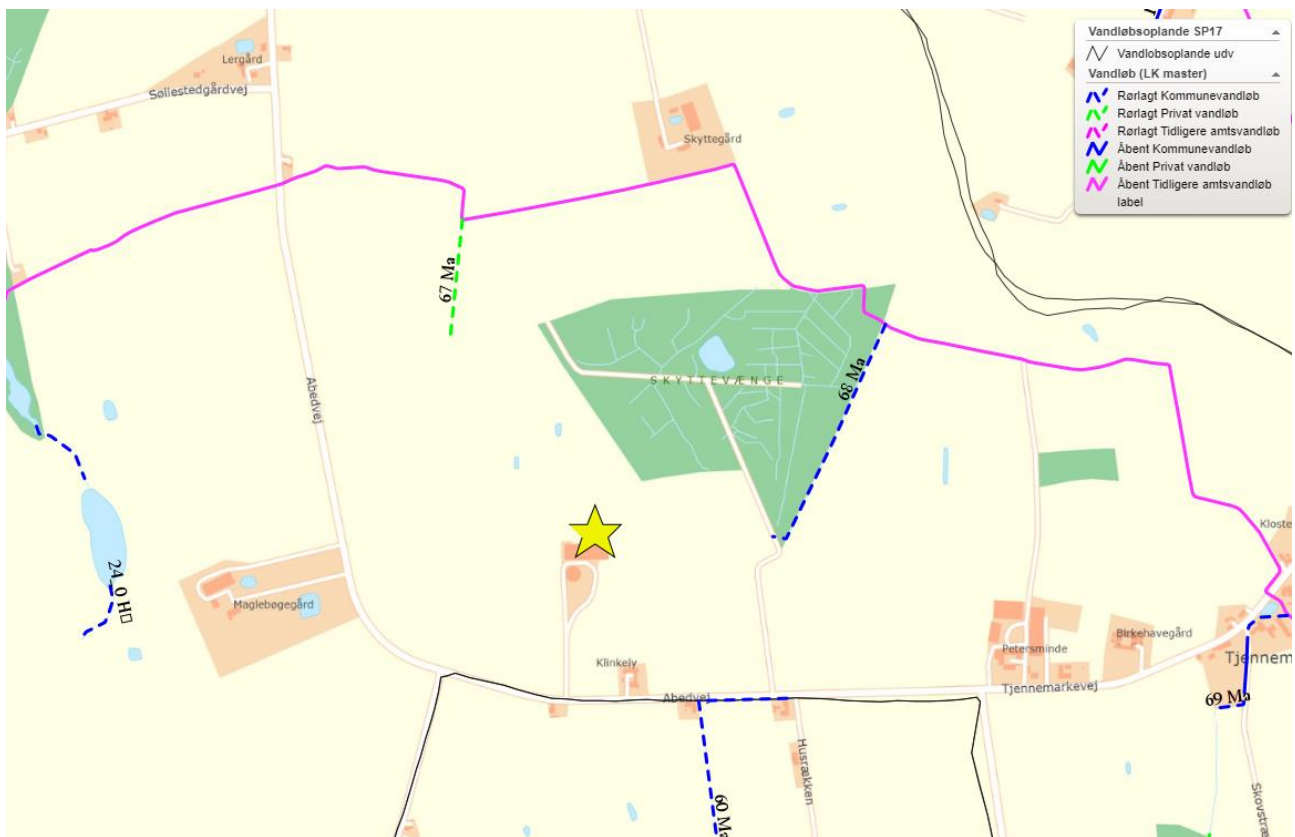 Vandløbsoplande SP17
Vandlobsoplande udv
Vandløb (LK master)
Rørlagt Kommunevandløb
Rørlagt Privat vandløb
Rørlagt Tidligere amtsvandløb
Åbent Kommunevandløb
Åbent Privat vandløb
Åbent Tidligere amtsvandløb
label
Lergård
Søllestedgårdvej
Skyttegård
67 Ma
68 Ma
SKYTTEVÆNGE
Abedvej
24_0 H□
Maglebøgegård
Klinkely
Abedvej
Petersminde
Birkehavegård
Kloste
Tjennem
Tjennemarkevej
69 Ma
60 Ma
Husrækken
Skovstræ